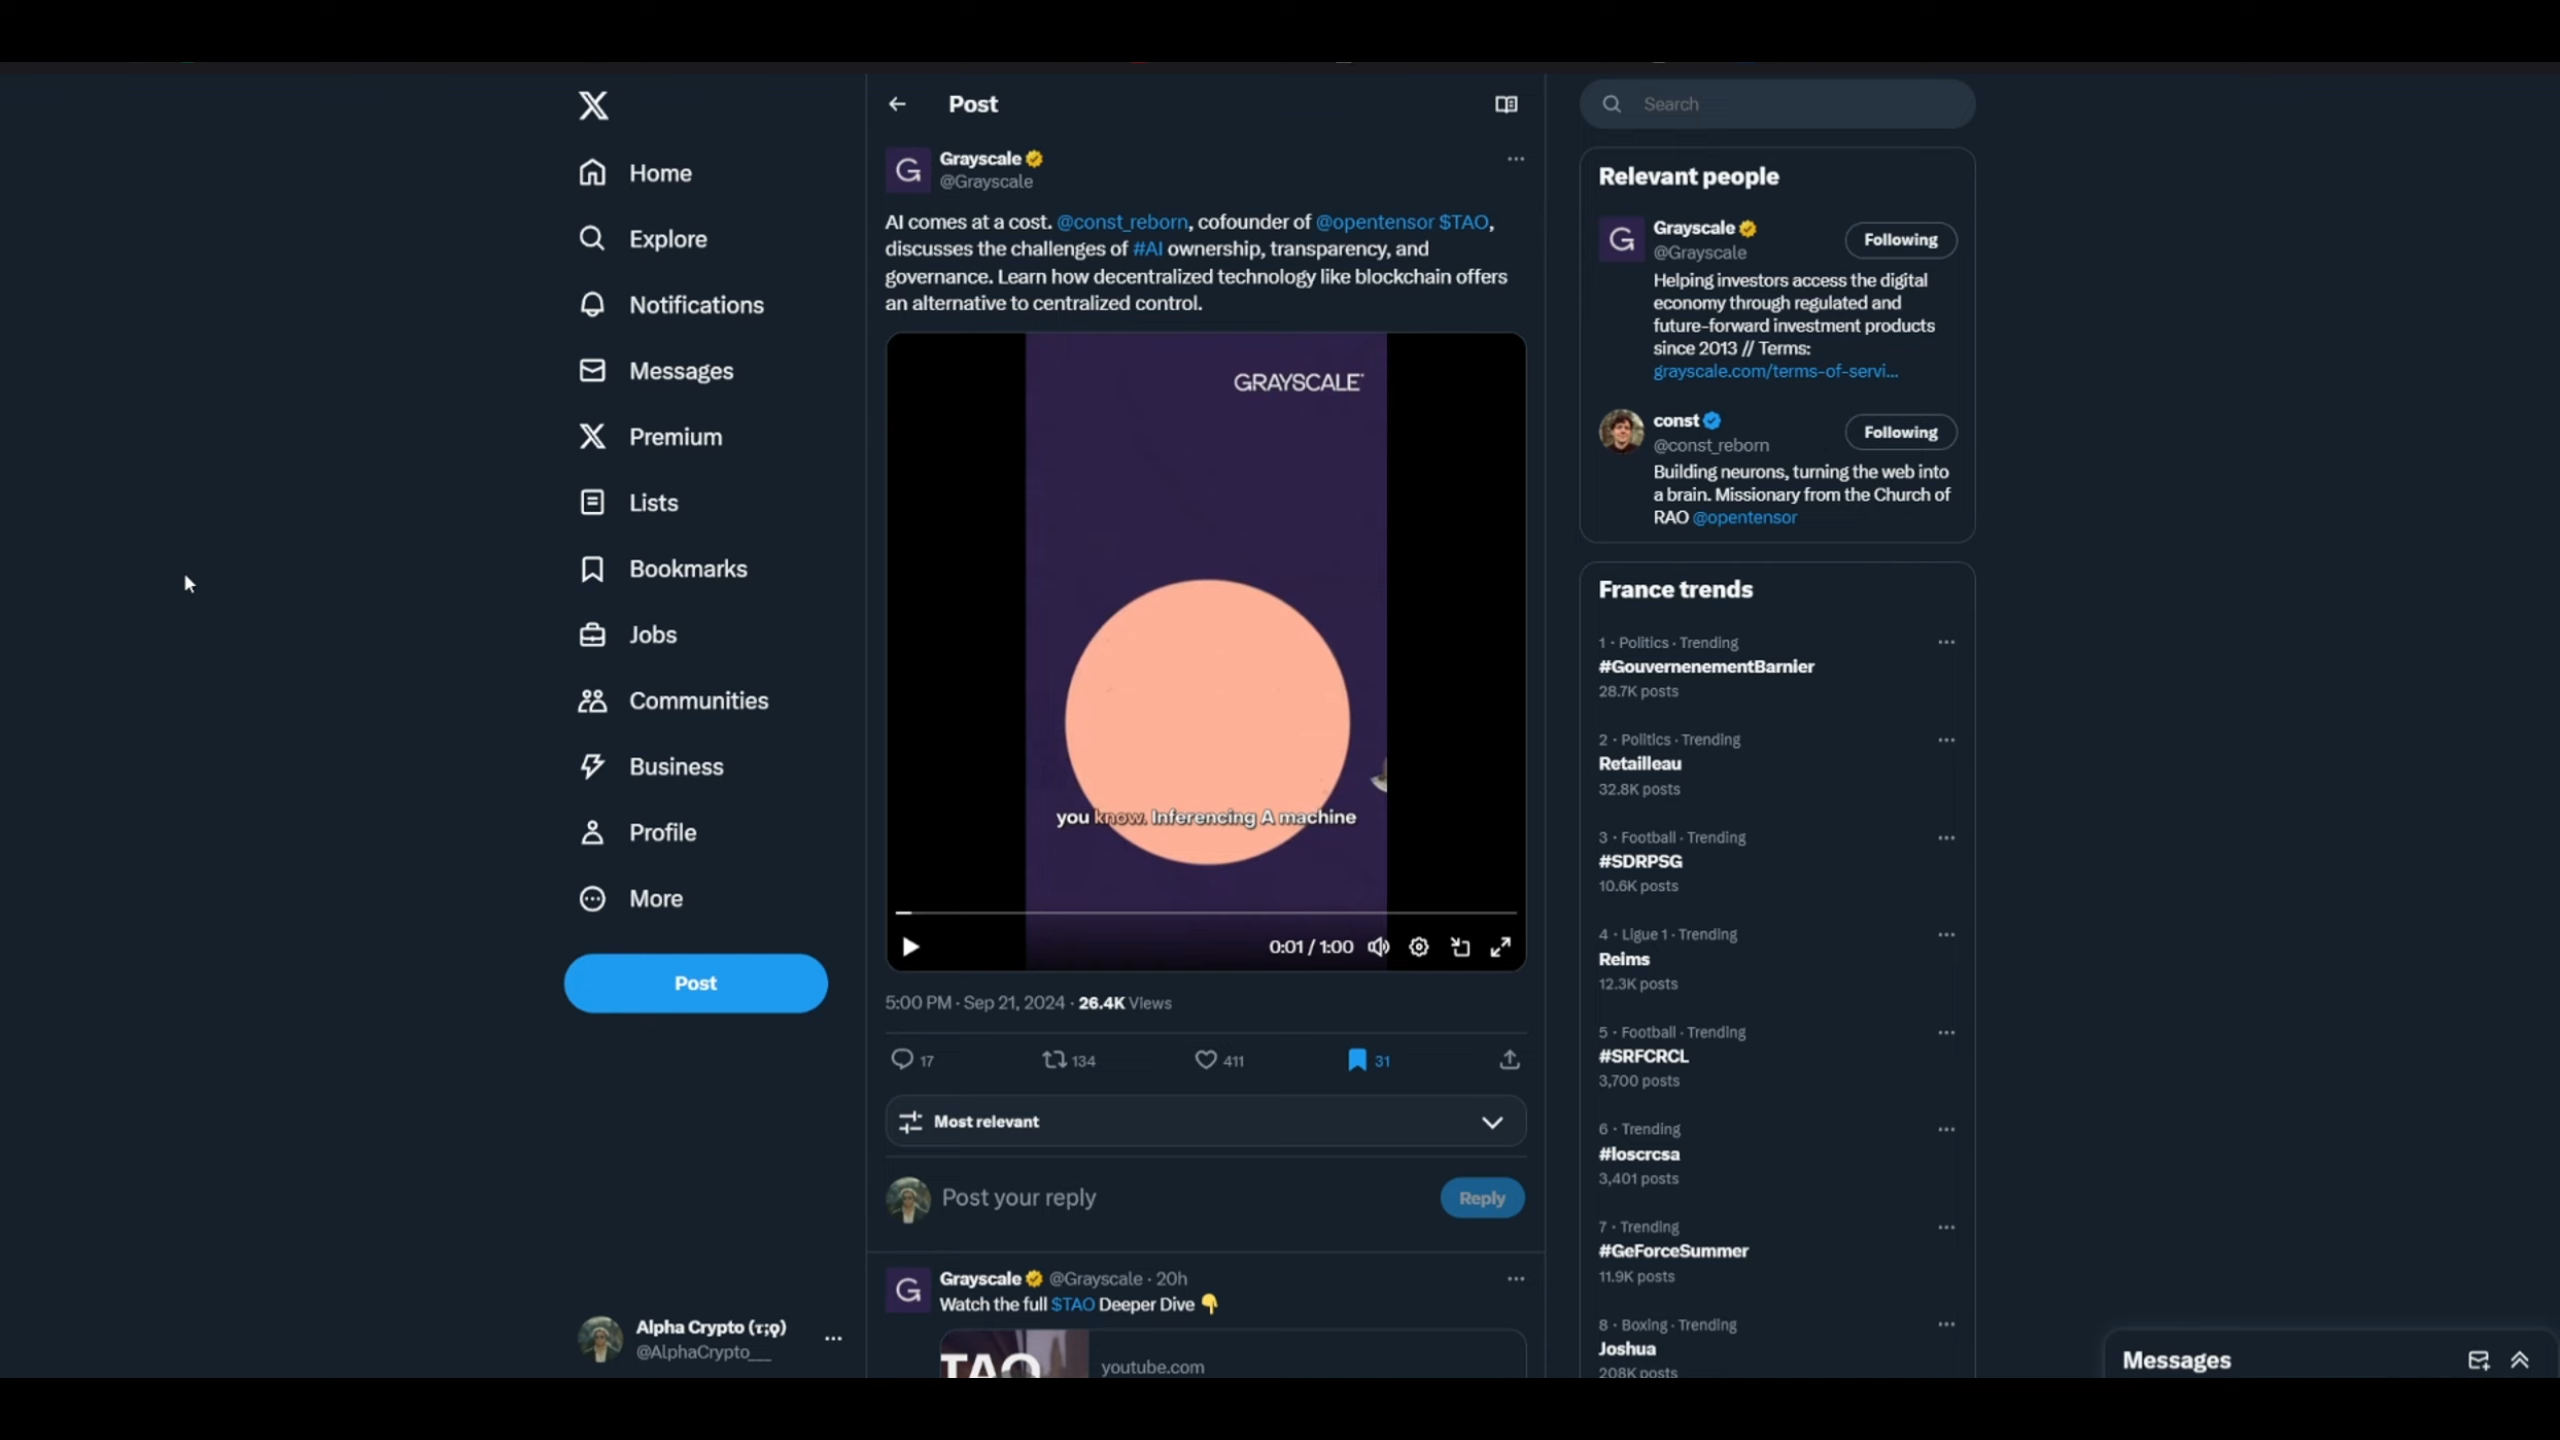 Home
Explore
Notifications
Messages
Premium
Lists
Bookmarks
Jobs
Communities
Business
Profile
More
Post
Alpha Crypto (τ;ϙ)
@AlphaCrypto___
Post
Grayscale
@Grayscale
AI comes at a cost. @const_reborn, cofounder of @opentensor $TAO,
discusses the challenges of #AI ownership, transparency, and
governance. Learn how decentralized technology like blockchain offers
an alternative to centralized control.
GRAYSCALE
you know. Inferencing A machine
0:01 / 1:00
5:00 PM · Sep 21, 2024 · 26.4K Views
17 134 411 31
Most relevant
Post your reply
Reply
Grayscale @Grayscale · 20h
Watch the full $TAO Deeper Dive
TAO
youtube.com
Search
Relevant people
Grayscale
@Grayscale
Following
Helping investors access the digital
economy through regulated and
future-forward investment products
since 2013 // Terms:
grayscale.com/terms-of-servi...
const
@const_reborn
Following
Building neurons, turning the web into
a brain. Missionary from the Church of
RAO @opentensor
France trends
1 · Politics · Trending
#GouvernenementBarnier
28.7K posts
2 · Politics · Trending
Retailleau
32.8K posts
3 · Football · Trending
#SDRPSG
10.6K posts
4 · Ligue 1 · Trending
Reims
12.3K posts
5 · Football · Trending
#SRFCRCL
3,700 posts
6 · Trending
#loscrcsa
3,401 posts
7 · Trending
#GeForceSummer
11.9K posts
8 · Boxing · Trending
Joshua
208K posts
Messages